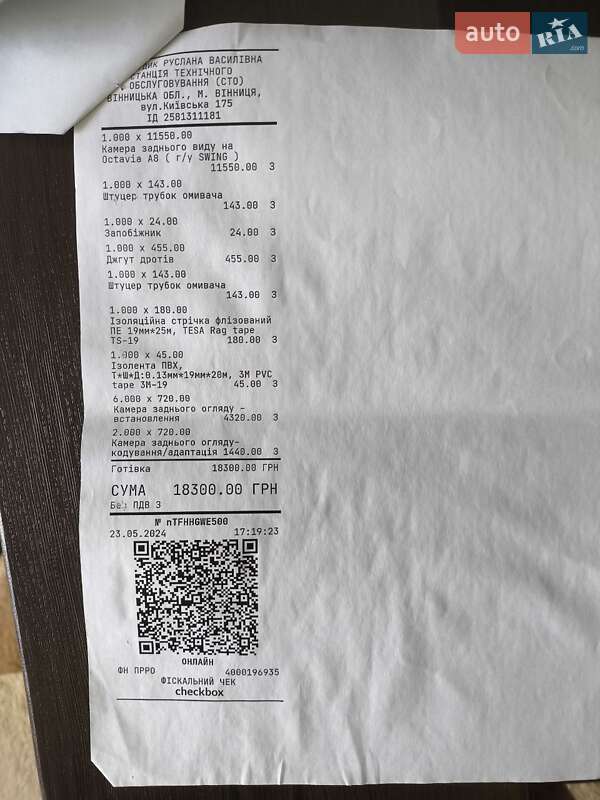 auto RIA .com
РУСЛАНА ВАСИЛІВНА
СТАНЦІЯ ТЕХНІЧНОГО
ОБСЛУГОВУВАННЯ (СТО)
ВІННИЦЬКА ОБЛ., М. ВІННИЦЯ,
вул.Київська 175
ІД 2581311181
1.000 x 11550.00
Камера заднього виду на
Octavia A8 ( г/у SWING )
11550.00 З
1.000 x 143.00
Штуцер трубок омивача
143.00 З
1.000 x 24.00
Запобіжник 24.00 З
1.000 x 455.00
Джгут дротів 455.00 З
1.000 x 143.00
Штуцер трубок омивача
143.00 З
1.000 x 180.00
Ізоляційна стрічка флізований
ПЕ 19мм*25м, TESA Rag tape
TS-19 180.00 З
1.000 x 45.00
Ізолента ПВХ,
Т*Ш*Д:0.13мм*19мм*20м, 3M PVC
tape 3M-19 45.00 З
6.000 x 720.00
Камера заднього огляду -
встановлення 4320.00 З
2.000 x 720.00
Камера заднього огляду-
кодування/адаптація 1440.00 З
Готівка 18300.00 ГРН
СУМА 18300.00 ГРН
Без ПДВ З
№ nTFHHGWE500
23.05.2024 17:19:23
ОНЛАЙН
ФН ПРРО 4000196935
ФІСКАЛЬНИЙ ЧЕК
checkbox